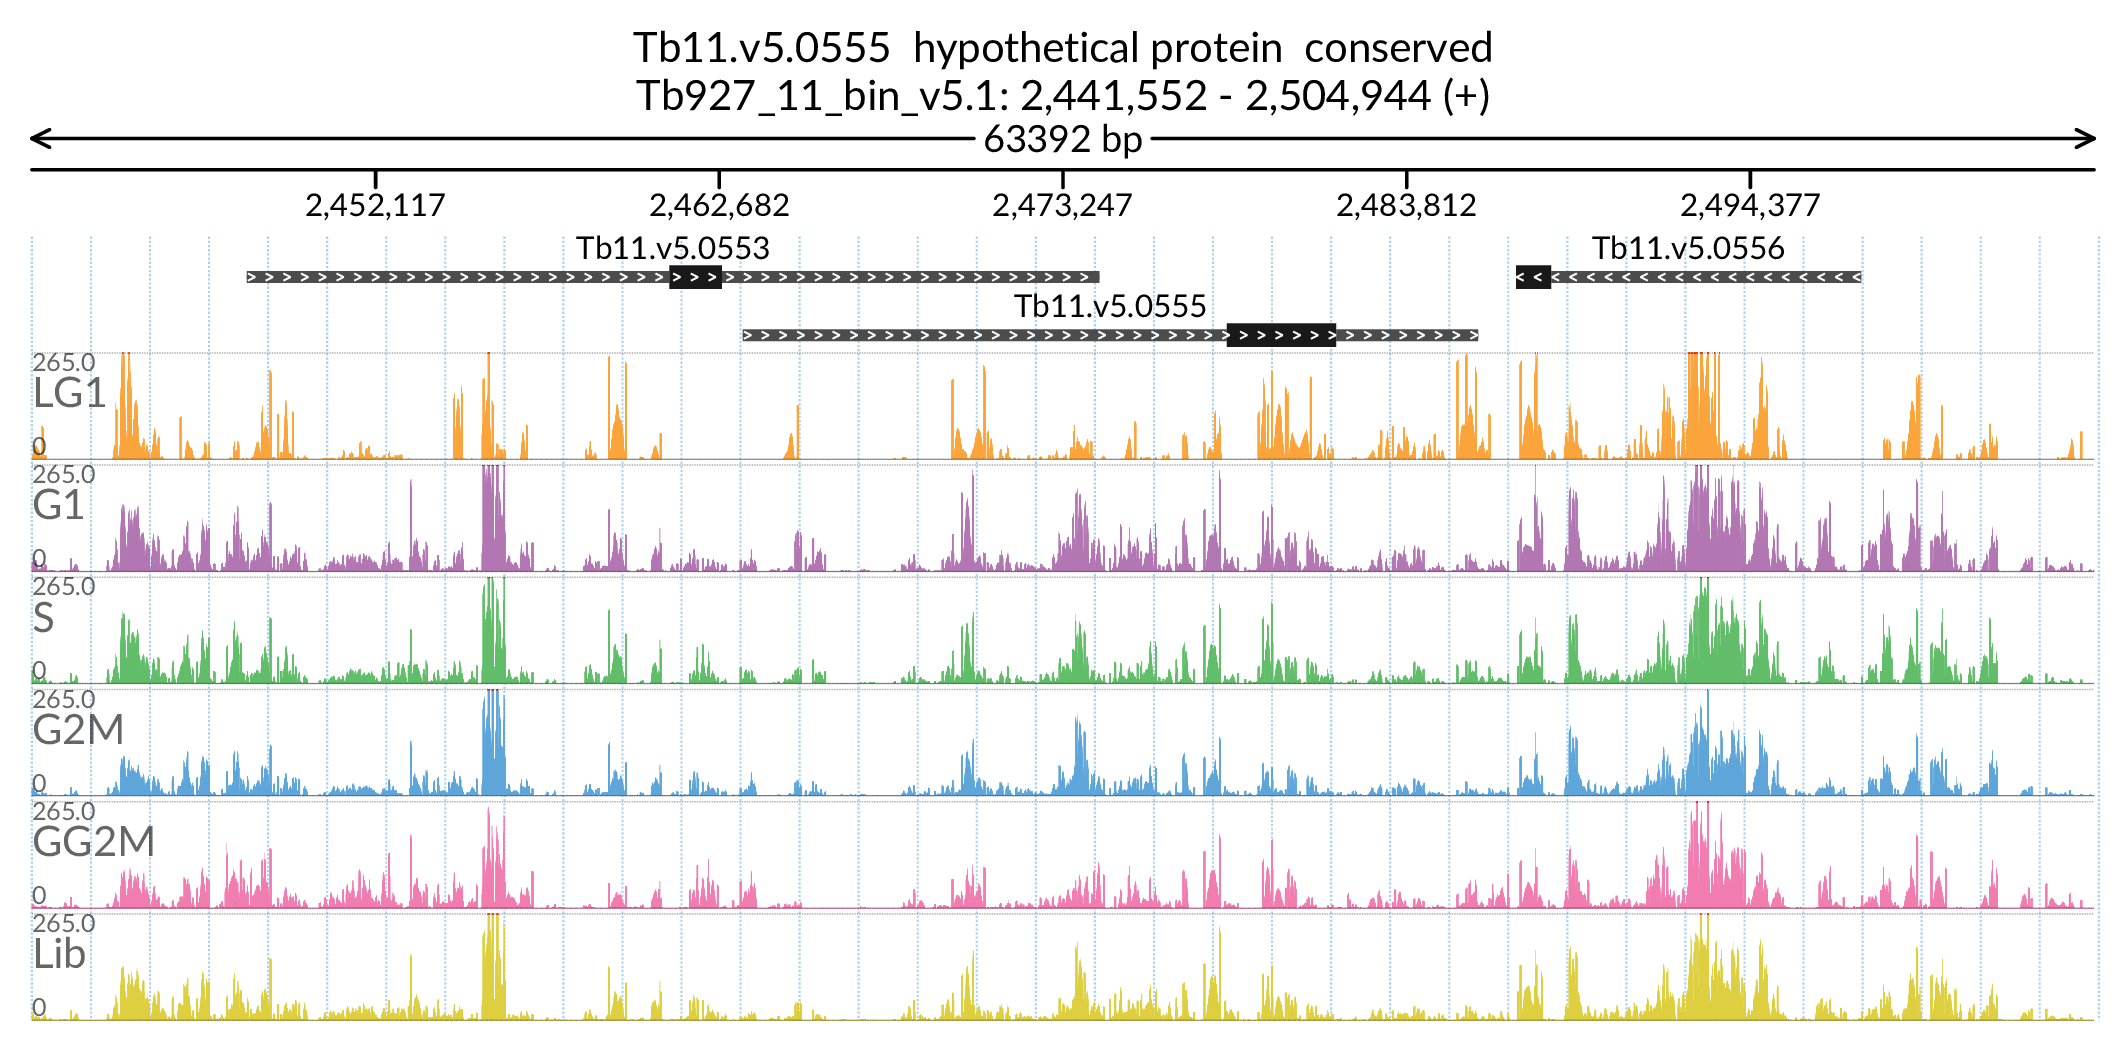 Tb11.v5.0555 hypothetical protein conserved
Tb927_11_bin_v5.1: 2,441,552 - 2,504,944 (+)
63392 bp
2,452,117 2,462,682 2,473,247 2,483,812 2,494,377
Tb11.v5.0553 Tb11.v5.0556
Tb11.v5.0555
265.0
LG1
0
265.0
G1
0
265.0
S
0
265.0
G2M
0
265.0
GG2M
0
265.0
Lib
0